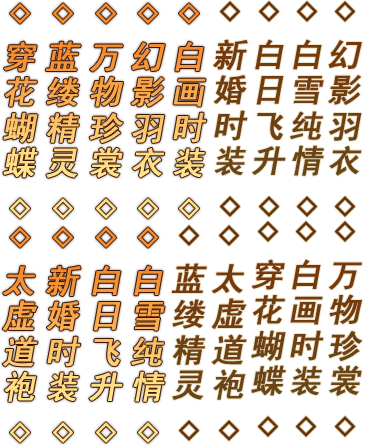 穿花蝴蝶
蓝缕精灵
万物珍裳
幻影羽衣
白画时装
新婚时装
白日飞升
白雪纯情
幻影羽衣
太虚道袍
新婚时装
白日飞升
白雪纯情
蓝缕精灵
太虚道袍
穿花蝴蝶
白画时装
万物珍裳